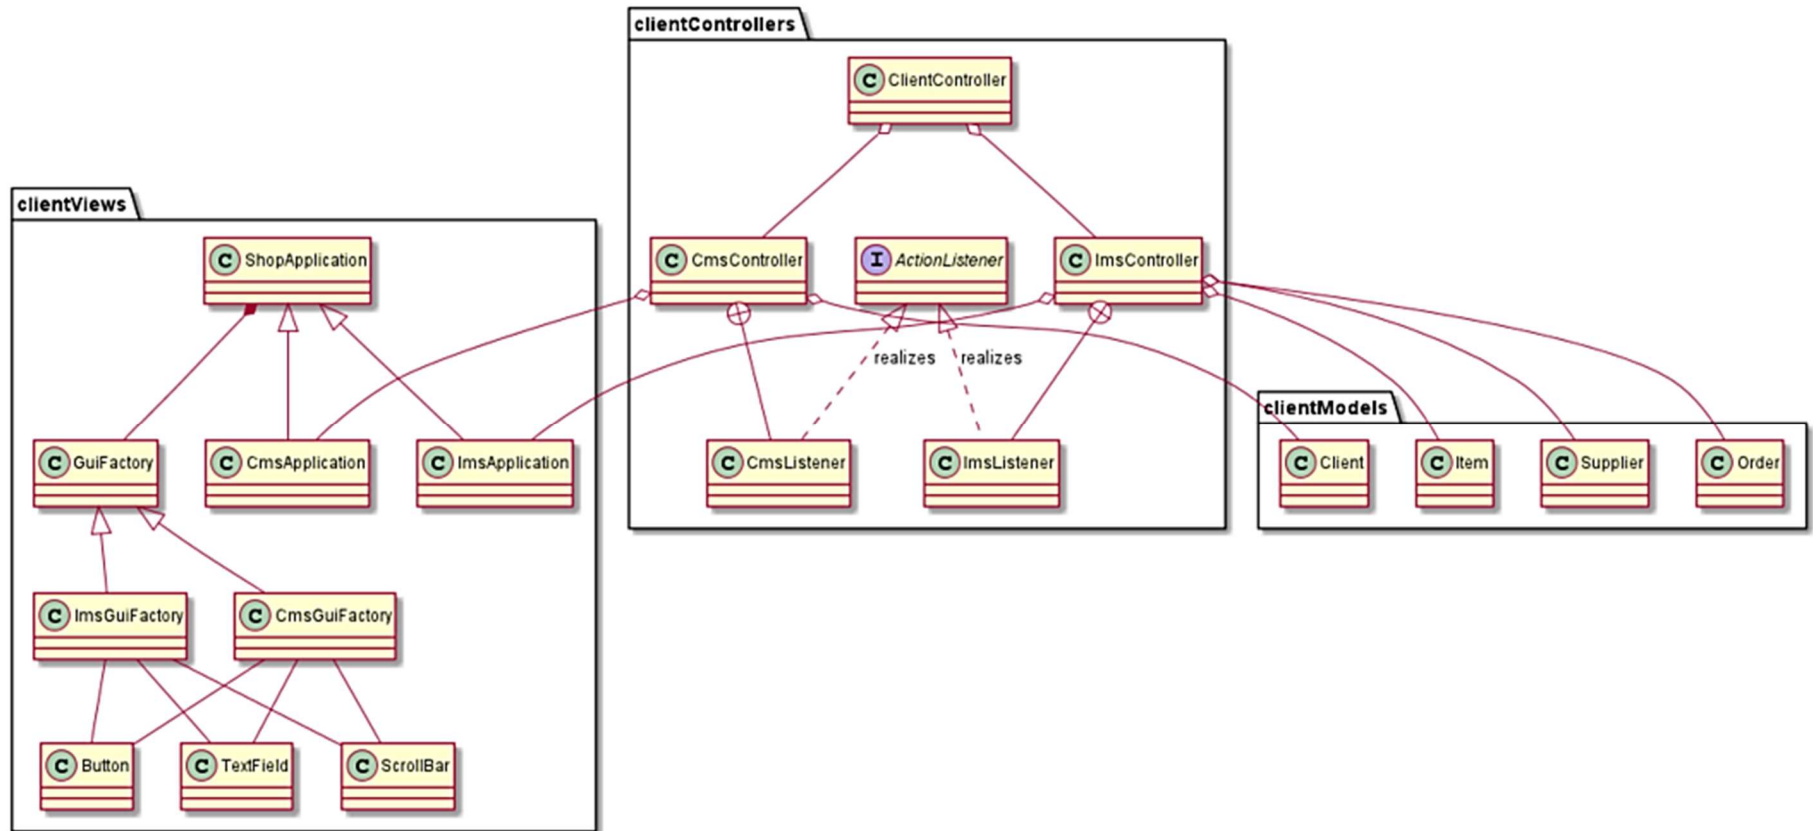 clientControllers
C ClientController
clientViews
C ShopApplication
C CmsController
I ActionListener
C ImsController
realizes
realizes
clientModels
C GuiFactory
C CmsApplication
C ImsApplication
C CmsListener
C ImsListener
C Client
C Item
C Supplier
C Order
C ImsGuiFactory
C CmsGuiFactory
C Button
C TextField
C ScrollBar